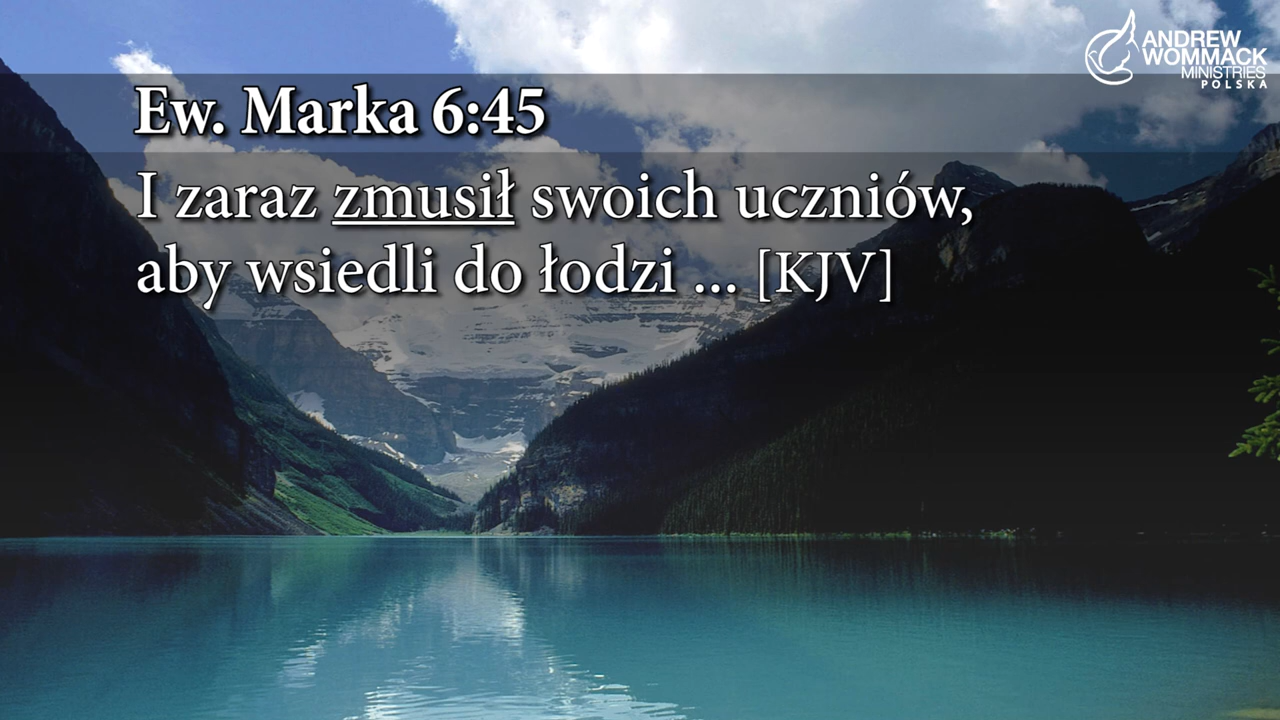 ANDREW
WOMMACK
MINISTRIES
POLSKA
Ew. Marka 6:45
I zaraz zmusił swoich uczniów,
aby wsiedli do łodzi ... [KJV]